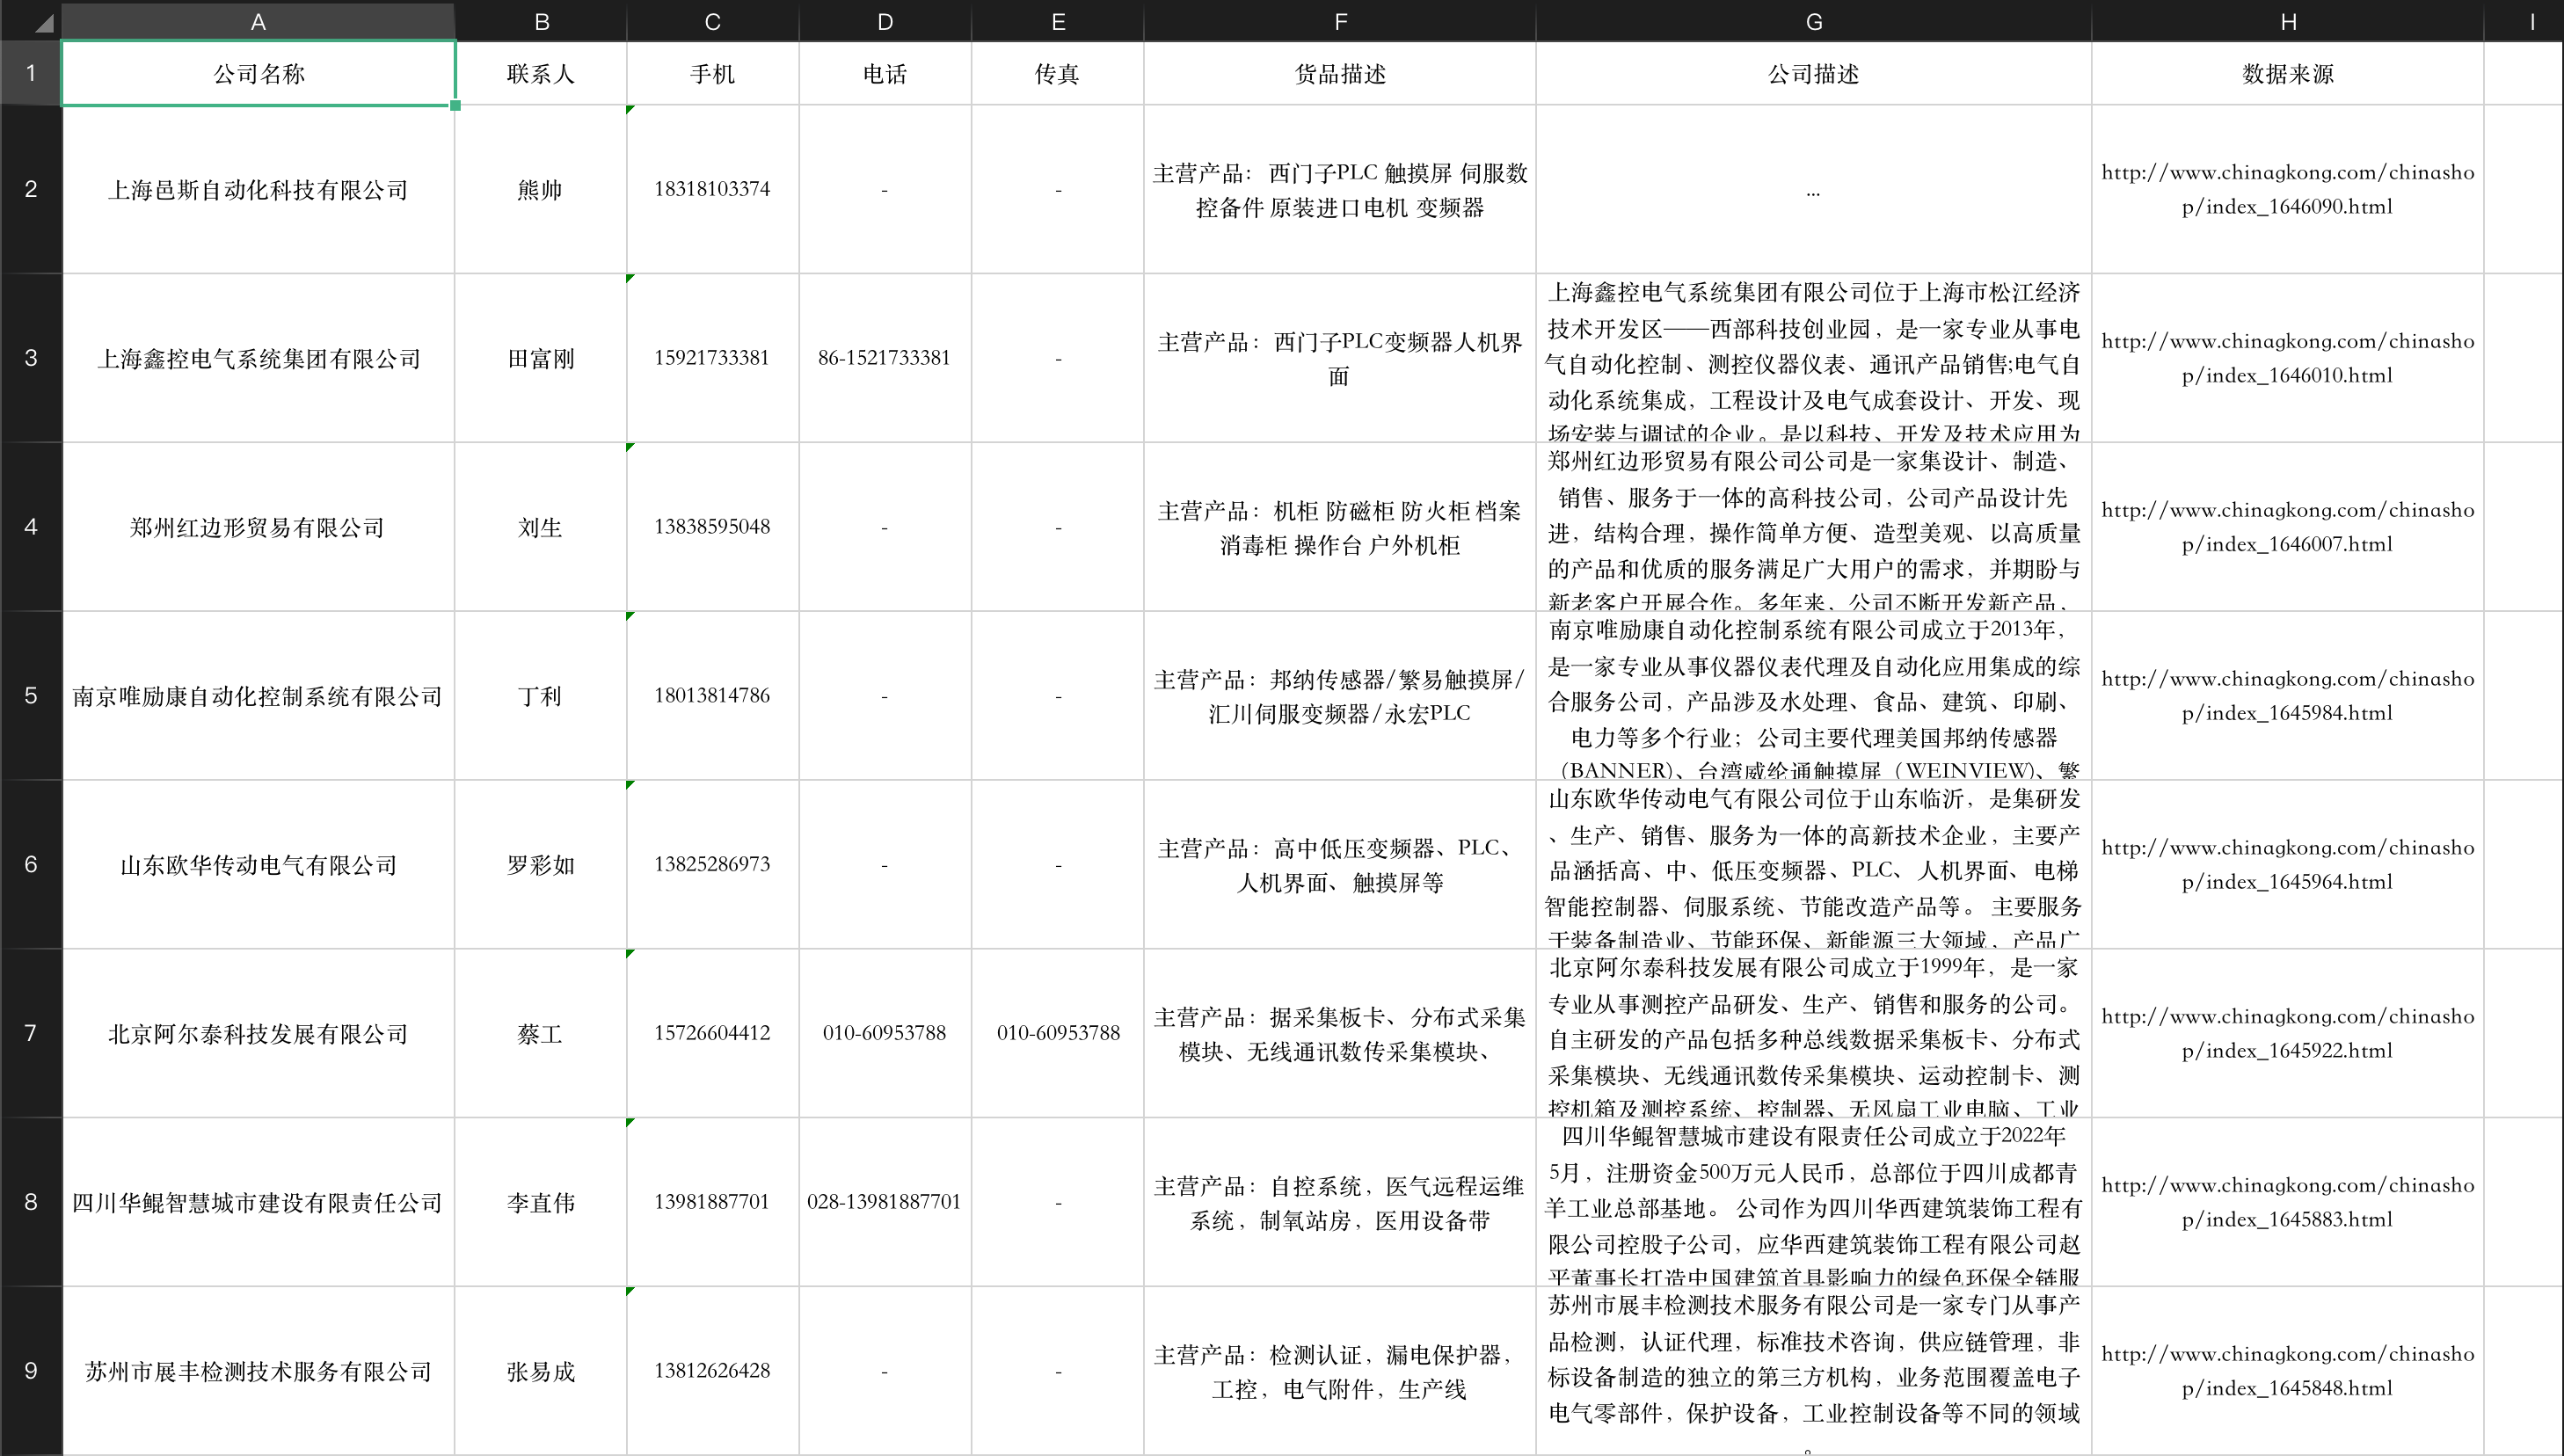 A B C D E F G H I
1 公司名称 联系人 手机 电话 传真 货品描述 公司描述 数据来源
2 上海邑斯自动化科技有限公司 熊帅 18318103374 - -
主营产品：西门子PLC 触摸屏 伺服数
控备件 原装进口电机 变频器
...
http://www.chinagkong.com/chinasho
p/index_1646090.html
3 上海鑫控电气系统集团有限公司 田富刚 15921733381 86-1521733381 -
主营产品：西门子PLC变频器人机界
面
上海鑫控电气系统集团有限公司位于上海市松江经济
技术开发区——西部科技创业园，是一家专业从事电
气自动化控制、测控仪器仪表、通讯产品销售;电气自
动化系统集成，工程设计及电气成套设计、开发、现
场安装与调试的企业。是以科技、开发及技术应用为
http://www.chinagkong.com/chinasho
p/index_1646010.html
4 郑州红边形贸易有限公司 刘生 13838595048 - -
主营产品：机柜 防磁柜 防火柜 档案
消毒柜 操作台 户外机柜
郑州红边形贸易有限公司公司是一家集设计、制造、
销售、服务于一体的高科技公司，公司产品设计先
进，结构合理，操作简单方便、造型美观、以高质量
的产品和优质的服务满足广大用户的需求，并期盼与
新老客户开展合作。多年来，公司不断开发新产品，
http://www.chinagkong.com/chinasho
p/index_1646007.html
5 南京唯励康自动化控制系统有限公司 丁利 18013814786 - -
主营产品：邦纳传感器/繁易触摸屏/
汇川伺服变频器/永宏PLC
南京唯励康自动化控制系统有限公司成立于2013年，
是一家专业从事仪器仪表代理及自动化应用集成的综
合服务公司，产品涉及水处理、食品、建筑、印刷、
电力等多个行业；公司主要代理美国邦纳传感器
（BANNER)、台湾威纶通触摸屏（WEINVIEW)、繁
http://www.chinagkong.com/chinasho
p/index_1645984.html
6 山东欧华传动电气有限公司 罗彩如 13825286973 - -
主营产品：高中低压变频器、PLC、
人机界面、触摸屏等
山东欧华传动电气有限公司位于山东临沂，是集研发
、生产、销售、服务为一体的高新技术企业，主要产
品涵括高、中、低压变频器、PLC、人机界面、电梯
智能控制器、伺服系统、节能改造产品等。 主要服务
于装备制造业、节能环保、新能源三大领域，产品广
http://www.chinagkong.com/chinasho
p/index_1645964.html
7 北京阿尔泰科技发展有限公司 蔡工 15726604412 010-60953788 010-60953788
主营产品：据采集板卡、分布式采集
模块、无线通讯数传采集模块、
北京阿尔泰科技发展有限公司成立于1999年，是一家
专业从事测控产品研发、生产、销售和服务的公司。
自主研发的产品包括多种总线数据采集板卡、分布式
采集模块、无线通讯数传采集模块、运动控制卡、测
控机箱及测控系统、控制器、无风扇工业电脑、工业
http://www.chinagkong.com/chinasho
p/index_1645922.html
8 四川华鲲智慧城市建设有限责任公司 李直伟 13981887701 028-13981887701 -
主营产品：自控系统，医气远程运维
系统，制氧站房，医用设备带
四川华鲲智慧城市建设有限责任公司成立于2022年
5月，注册资金500万元人民币，总部位于四川成都青
羊工业总部基地。 公司作为四川华西建筑装饰工程有
限公司控股子公司，应华西建筑装饰工程有限公司赵
平董事长打造中国建筑首具影响力的绿色环保全链服
http://www.chinagkong.com/chinasho
p/index_1645883.html
9 苏州市展丰检测技术服务有限公司 张易成 13812626428 - -
主营产品：检测认证，漏电保护器，
工控，电气附件，生产线
苏州市展丰检测技术服务有限公司是一家专门从事产
品检测，认证代理，标准技术咨询，供应链管理，非
标设备制造的独立的第三方机构，业务范围覆盖电子
电气零部件，保护设备，工业控制设备等不同的领域
。
http://www.chinagkong.com/chinasho
p/index_1645848.html